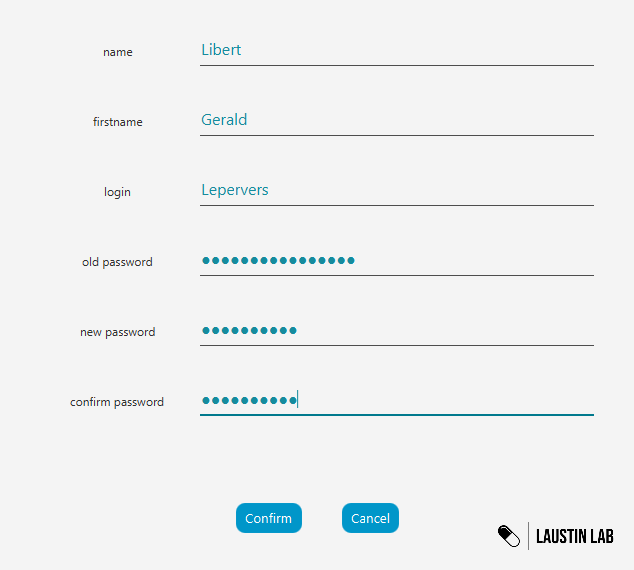 name Libert
firstname Gerald
login Lepervers
old password ●●●●●●●●●●●●●●●●
new password ●●●●●●●●●●
confirm password ●●●●●●●●●●
Confirm Cancel
LAUSTIN LAB